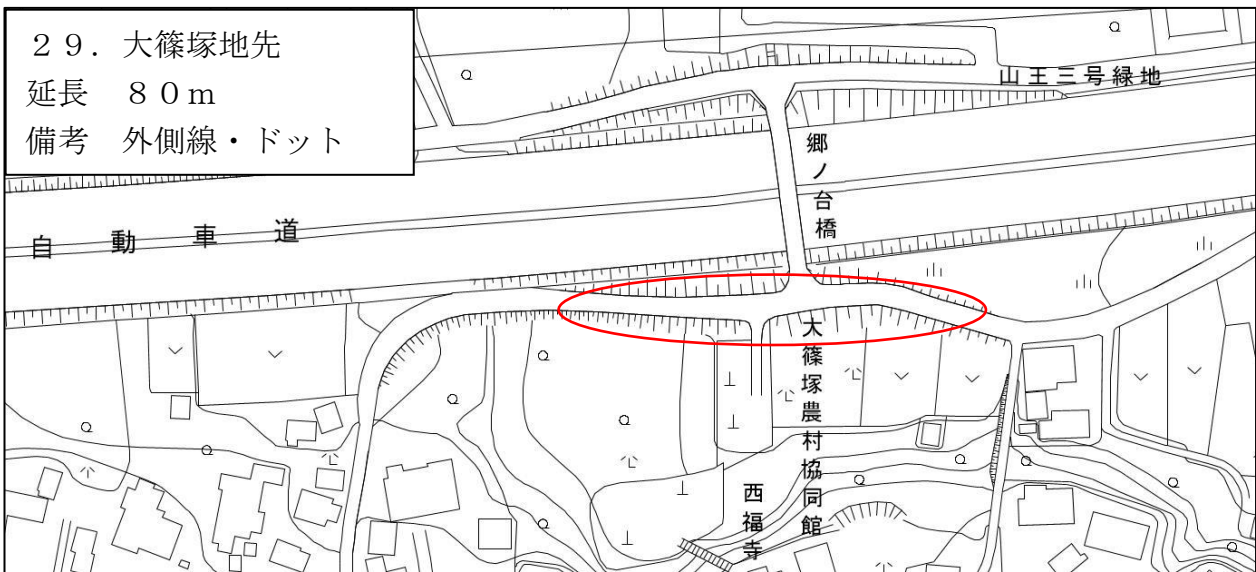 ２９．大篠塚地先
延長　８０ｍ
備考　外側線・ドット
山王三号緑地
郷ノ台橋
自動車道
大篠塚農村協同館
西福寺